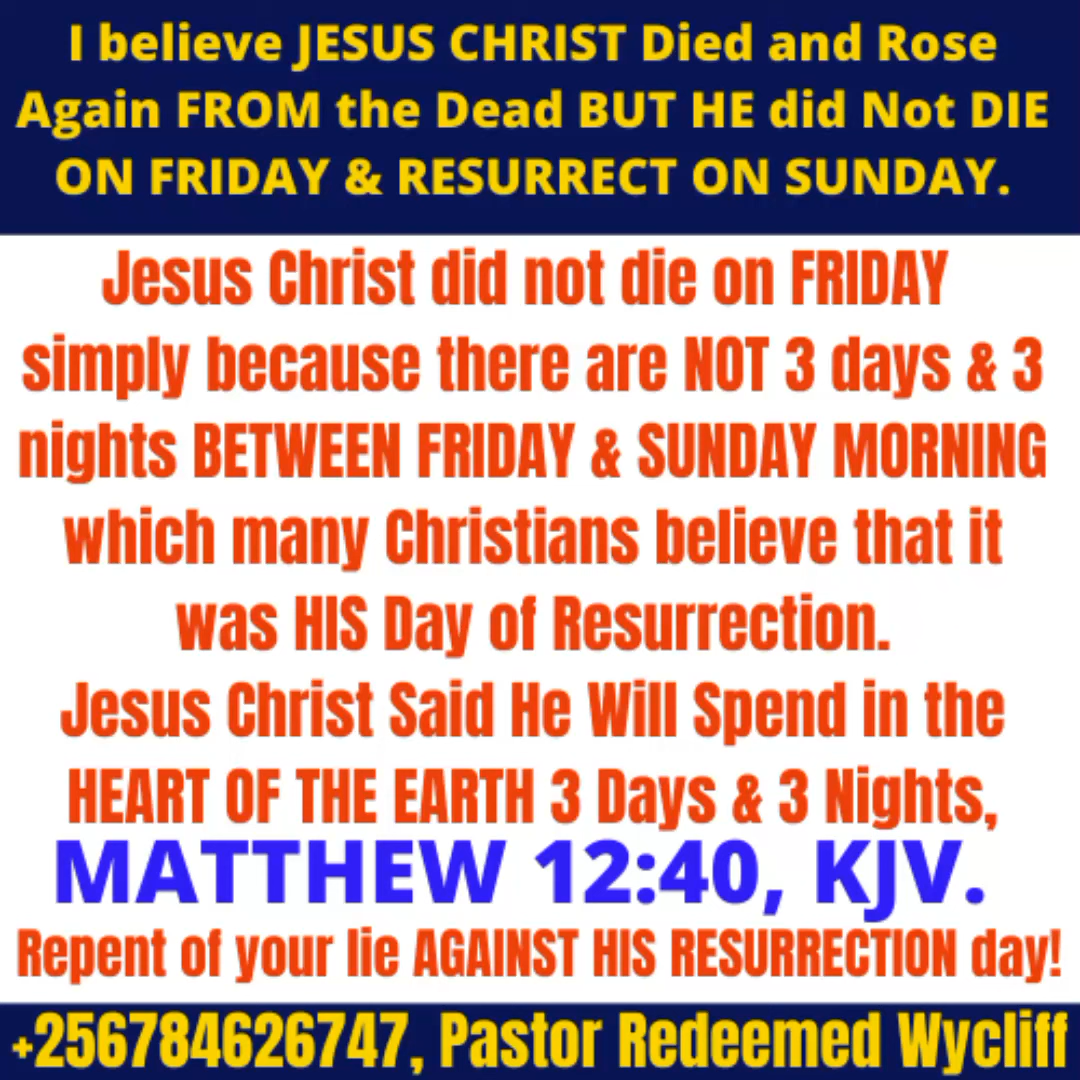 I believe JESUS CHRIST Died and Rose
Again FROM the Dead BUT HE did Not DIE
ON FRIDAY & RESURRECT ON SUNDAY.
Jesus Christ did not die on FRIDAY
simply because there are NOT 3 days & 3
nights BETWEEN FRIDAY & SUNDAY MORNING
which many Christians believe that it
was HIS Day of Resurrection.
Jesus Christ Said He Will Spend in the
HEART OF THE EARTH 3 Days & 3 Nights,
MATTHEW 12:40, KJV.
Repent of your lie AGAINST HIS RESURRECTION day!
+256784626747, Pastor Redeemed Wycliff